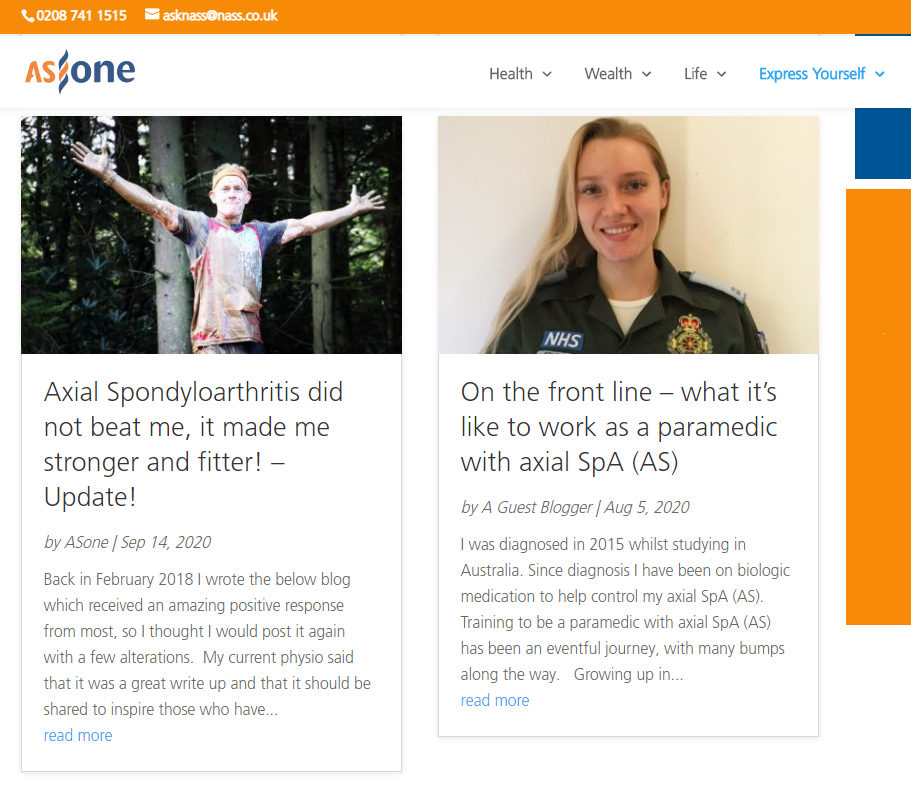 0208 741 1515 asknass@nass.co.uk
ASone
Health Wealth Life Express Yourself
NHS
Axial Spondyloarthritis did
not beat me, it made me
stronger and fitter! –
Update!
by ASone | Sep 14, 2020
Back in February 2018 I wrote the below blog
which received an amazing positive response
from most, so I thought I would post it again
with a few alterations.  My current physio said
that it was a great write up and that it should be
shared to inspire those who have...
read more
On the front line – what it’s
like to work as a paramedic
with axial SpA (AS)
by A Guest Blogger | Aug 5, 2020
I was diagnosed in 2015 whilst studying in
Australia. Since diagnosis I have been on biologic
medication to help control my axial SpA (AS).
Training to be a paramedic with axial SpA (AS)
has been an eventful journey, with many bumps
along the way.   Growing up in...
read more